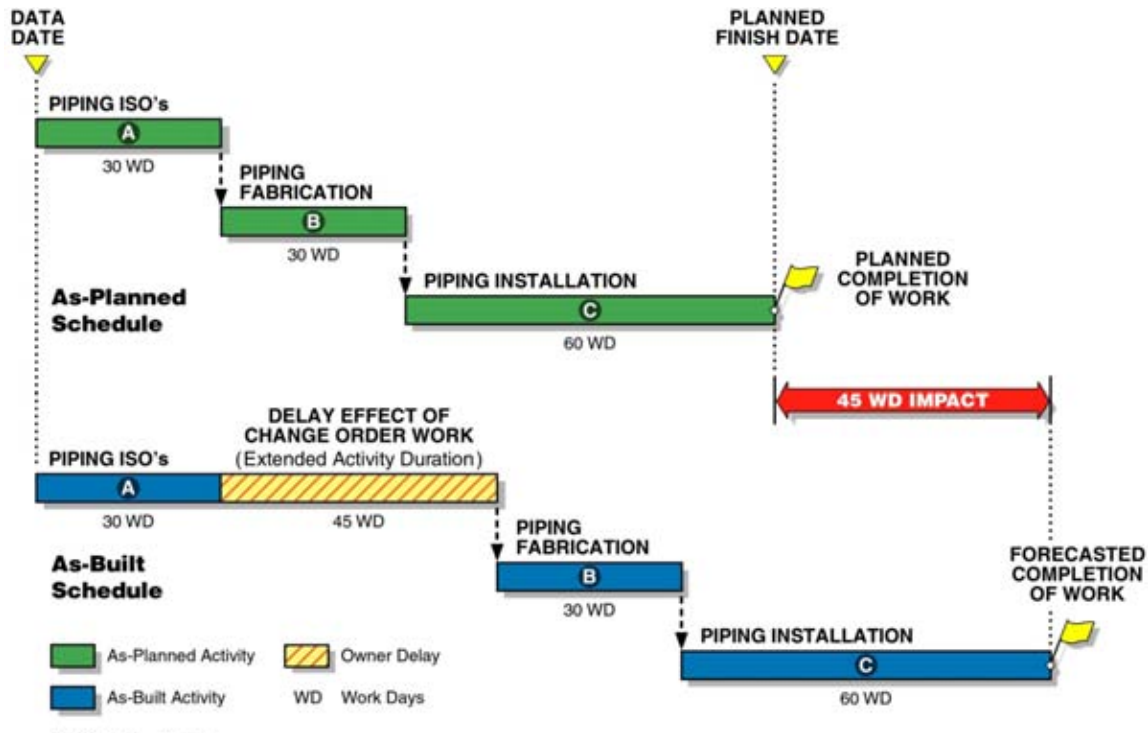 DATA
DATE
PLANNED
FINISH DATE
PIPING ISO's
A
30 WD
PIPING
FABRICATION
B
30 WD
PIPING INSTALLATION
C
60 WD
PLANNED
COMPLETION
OF WORK
As-Planned
Schedule
45 WD IMPACT
DELAY EFFECT OF
CHANGE ORDER WORK
(Extended Activity Duration)
PIPING ISO's
A
30 WD
45 WD
PIPING
FABRICATION
B
30 WD
As-Built
Schedule
FORECASTED
COMPLETION
OF WORK
PIPING INSTALLATION
C
60 WD
As-Planned Activity
Owner Delay
As-Built Activity
WD Work Days